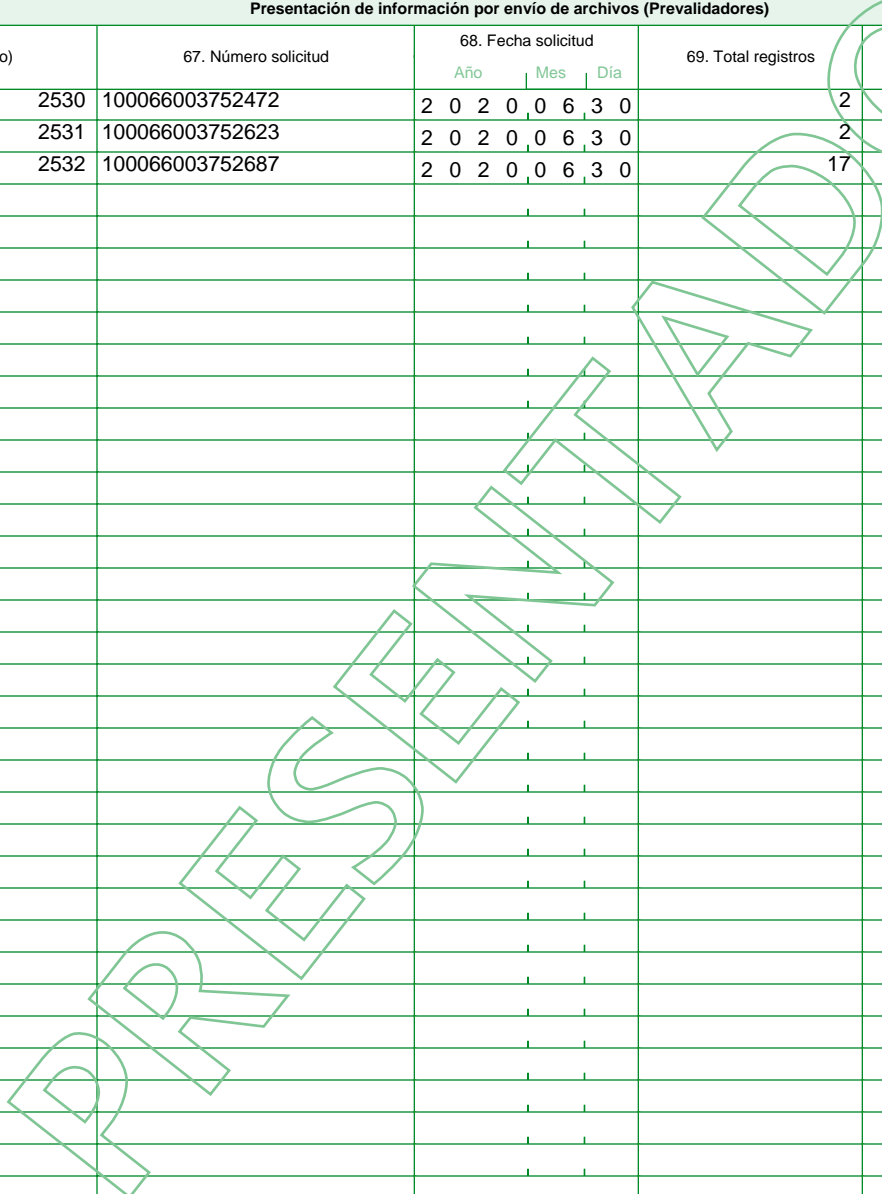 Presentación de información por envío de archivos (Prevalidadores)
o) 67. Número solicitud 68. Fecha solicitud 69. Total registros
Año Mes Día
2530 100066003752472 2 0 2 0 0 6 3 0 2
2531 100066003752623 2 0 2 0 0 6 3 0 2
2532 100066003752687 2 0 2 0 0 6 3 0 17
PRESENTADO